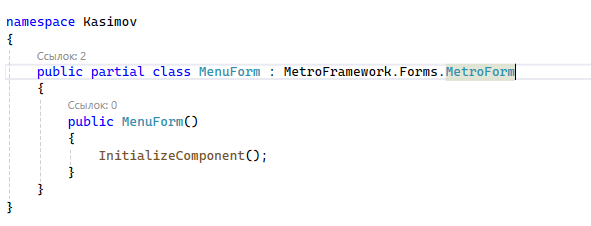 namespace Kasimov
{
Ссылок: 2
public partial class MenuForm : MetroFramework.Forms.MetroForm
{
Ссылок: 0
public MenuForm()
{
InitializeComponent();
}
}
}